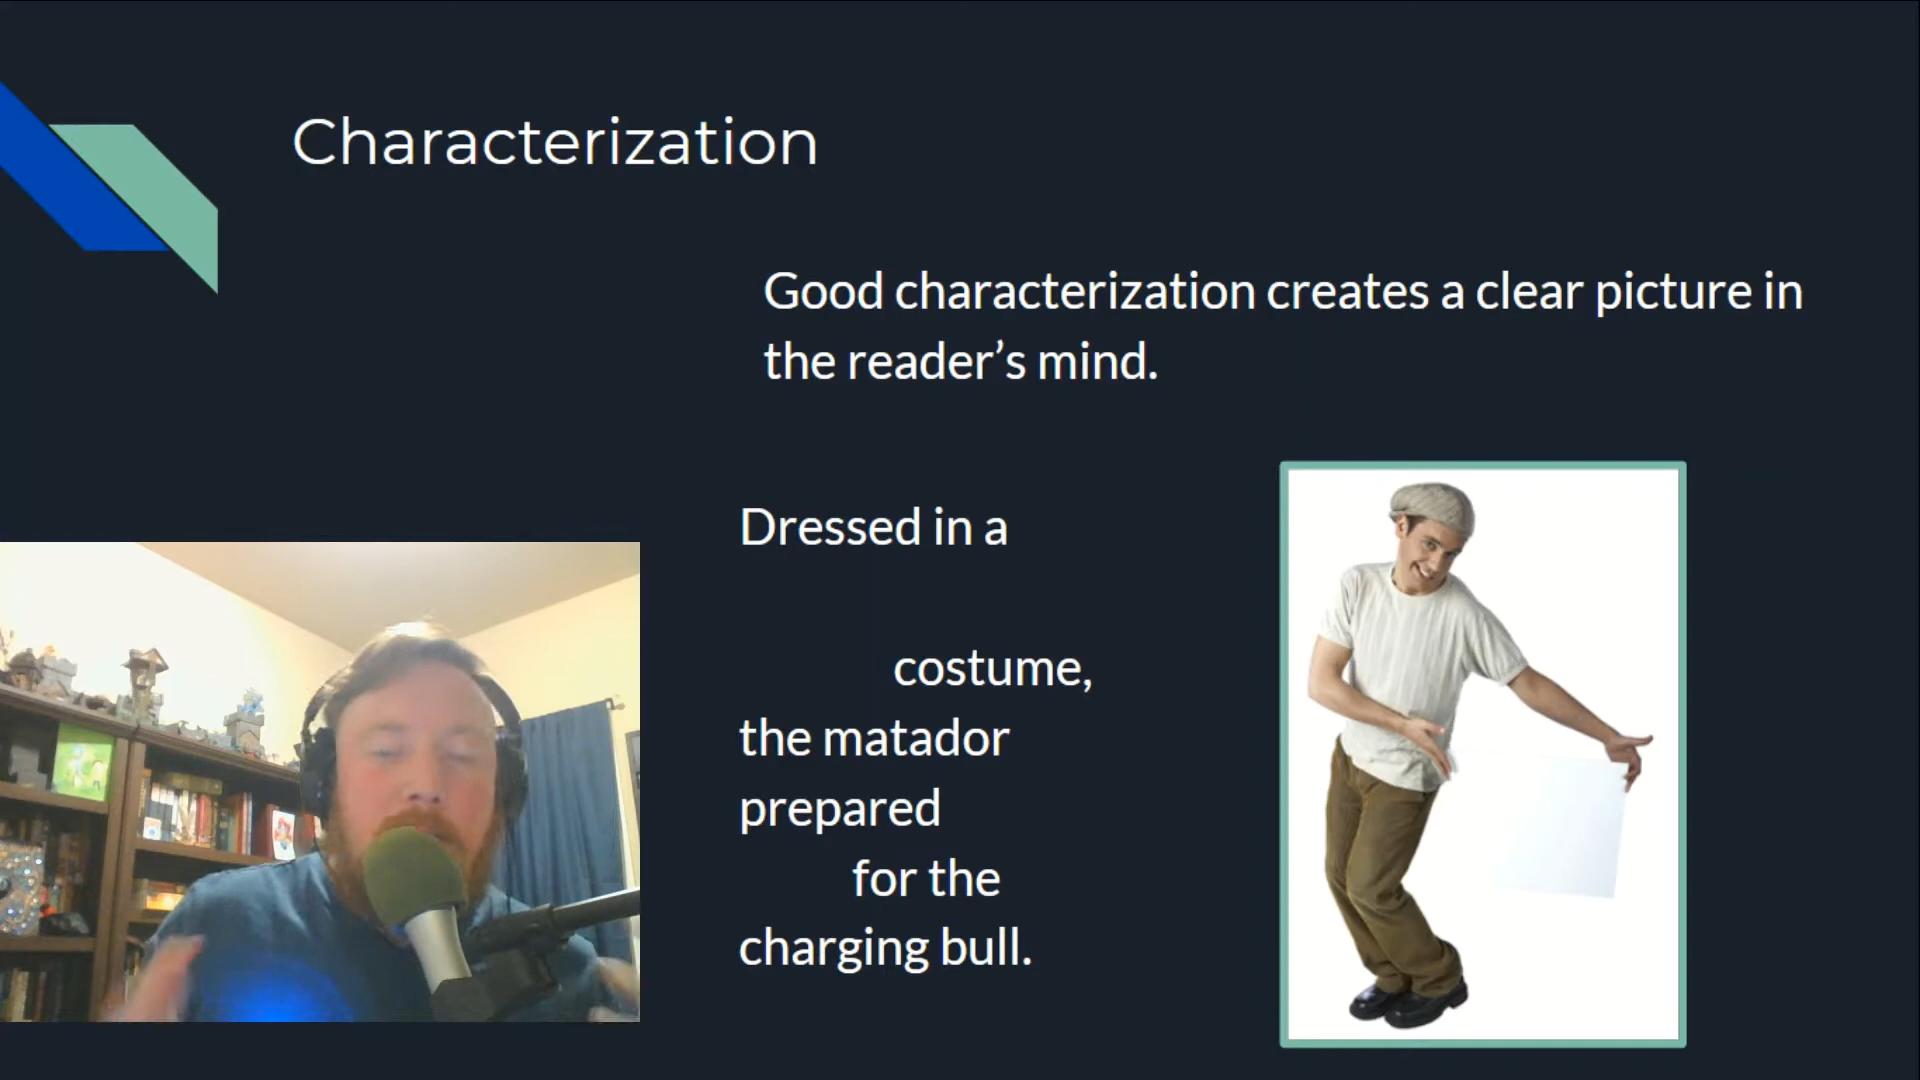 Characterization
Good characterization creates a clear picture in
the reader’s mind.
Dressed in a
costume,
the matador
prepared
for the
charging bull.